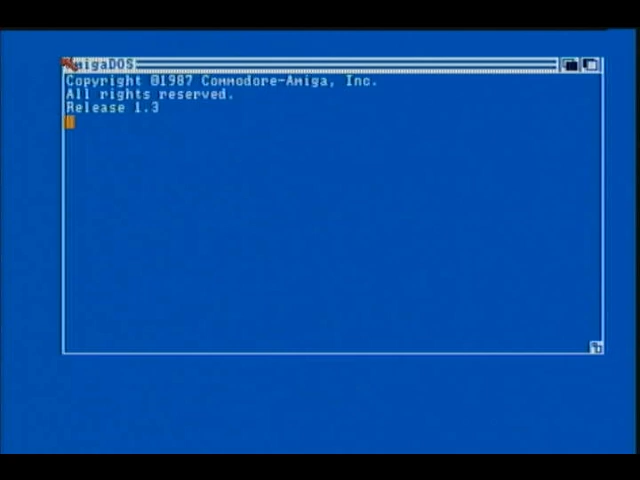 AmigaDOS
Copyright ©1987 Commodore-Amiga, Inc.
All rights reserved.
Release 1.3